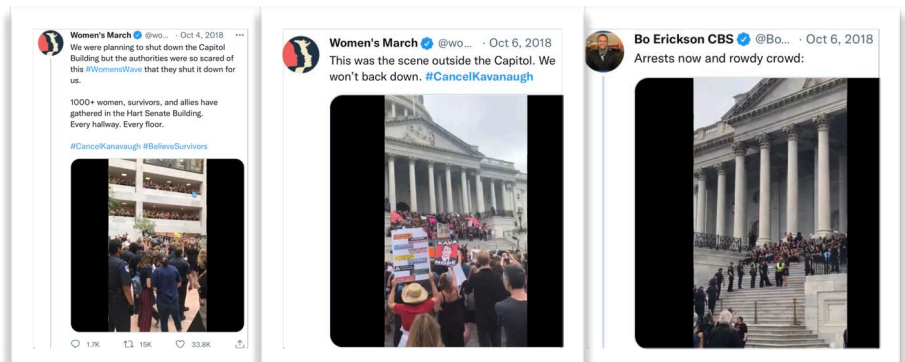 Women's March @wo... · Oct 4, 2018 ...
We were planning to shut down the Capitol
Building but the authorities were so scared of
this #WomensWave that they shut it down for
us.
1000+ women, survivors, and allies have
gathered in the Hart Senate Building.
Every hallway. Every floor.
#CancelKanavaugh #BelieveSurvivors
1.7K 15K 33.8K
Women's March @wo... · Oct 6, 2018
This was the scene outside the Capitol. We
won't back down. #CancelKavanaugh
KAVA
Bo Erickson CBS @Bo... · Oct 6, 2018
Arrests now and rowdy crowd: